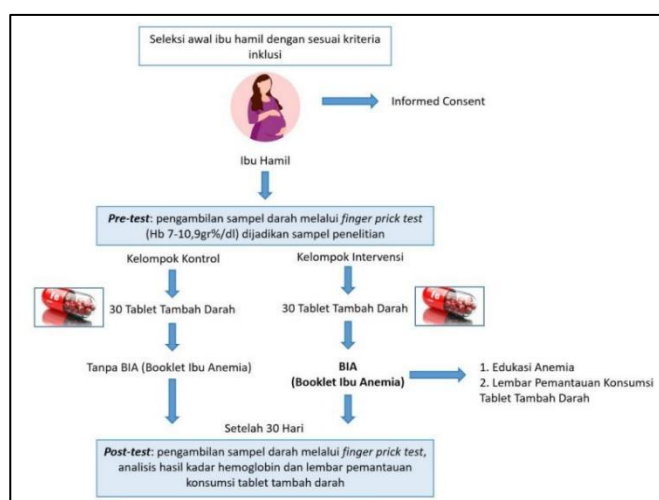 Seleksi awal ibu hamil dengan sesuai kriteria
inklusi
Informed Consent
Ibu Hamil
Pre-test: pengambilan sampel darah melalui finger prick test
(Hb 7-10,9gr%/dl) dijadikan sampel penelitian
Kelompok Kontrol
Kelompok Intervensi
30 Tablet Tambah Darah
30 Tablet Tambah Darah
Tanpa BIA (Booklet Ibu Anemia)
BIA
(Booklet Ibu Anemia)
1. Edukasi Anemia
2. Lembar Pemantauan Konsumsi
Tablet Tambah Darah
Setelah 30 Hari
Post-test: pengambilan sampel darah melalui finger prick test,
analisis hasil kadar hemoglobin dan lembar pemantauan
konsumsi tablet tambah darah